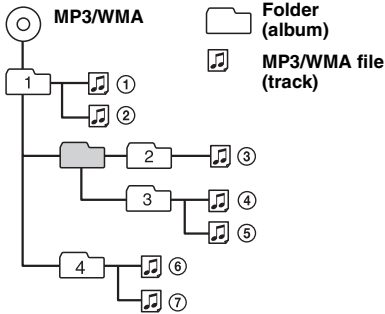 MP3/WMA
Folder
(album)
MP3/WMA file
(track)
1
①
②
2
③
3
④
⑤
4
⑥
⑦